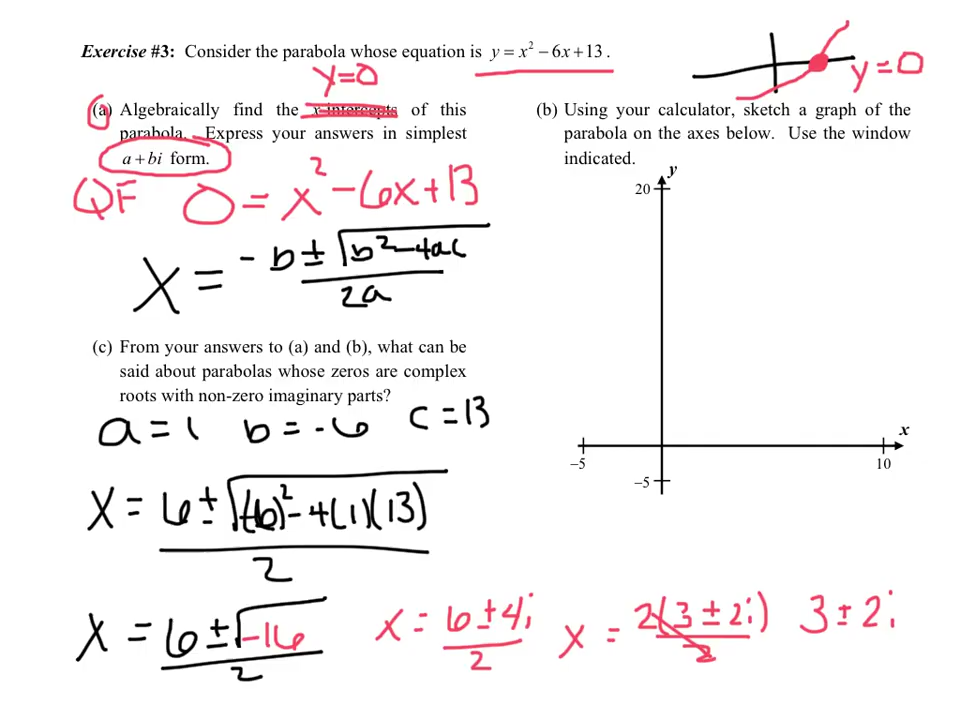 Exercise #3: Consider the parabola whose equation is y = x² − 6x + 13 .
y = 0
y = 0
(a) Algebraically find the x-intercepts of this
parabola. Express your answers in simplest
a + bi form.
QF 0 = x² − 6x + 13
x = −b ± √(b² − 4ac) / 2a
(b) Using your calculator, sketch a graph of the
parabola on the axes below. Use the window
indicated.
y
20
x
−5
10
−5
(c) From your answers to (a) and (b), what can be
said about parabolas whose zeros are complex
roots with non-zero imaginary parts?
a = 1 b = −6 c = 13
x = 6 ± √((−6)² − 4(1)(13)) / 2
x = 6 ± √−16 / 2 x = 6 ± 4i / 2 x = 2(3 ± 2i) / 2 3 ± 2i